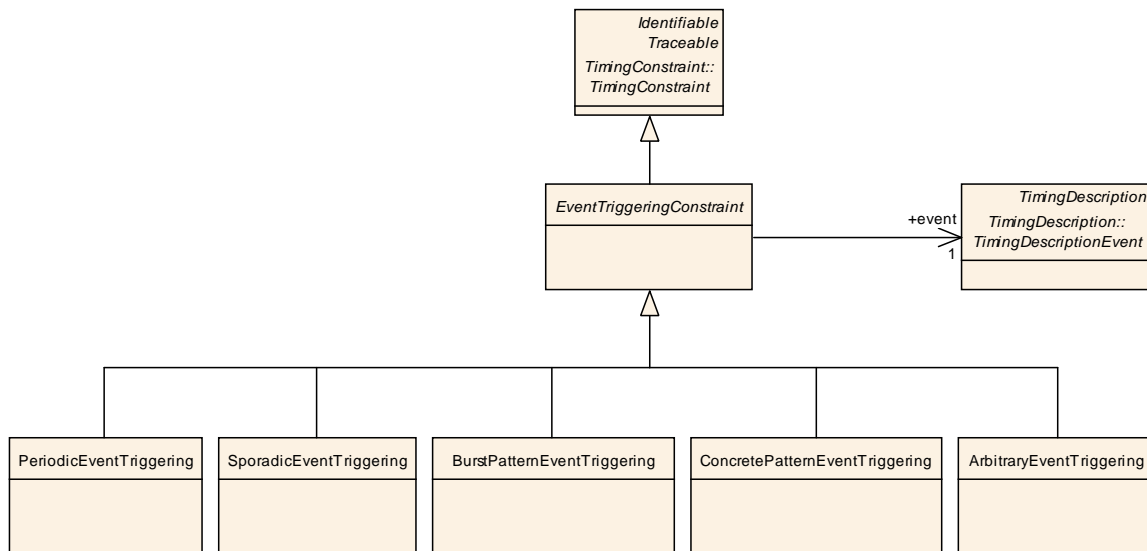 Identifiable
Traceable
TimingConstraint::
TimingConstraint
EventTriggeringConstraint
+event
1
TimingDescription
TimingDescription::
TimingDescriptionEvent
PeriodicEventTriggering
SporadicEventTriggering
BurstPatternEventTriggering
ConcretePatternEventTriggering
ArbitraryEventTriggering